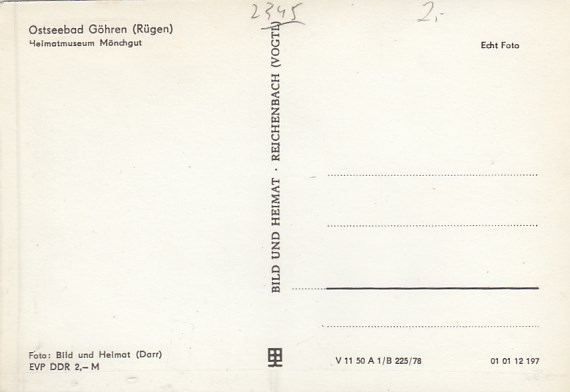 2345
2,-
Ostseebad Göhren (Rügen)
Heimatmuseum Mönchgut
Echt Foto
BILD UND HEIMAT · REICHENBACH (VOGTL)
Foto: Bild und Heimat (Darr)
EVP DDR 2,– M
V 11 50 A 1/B 225/78
01 01 12 197